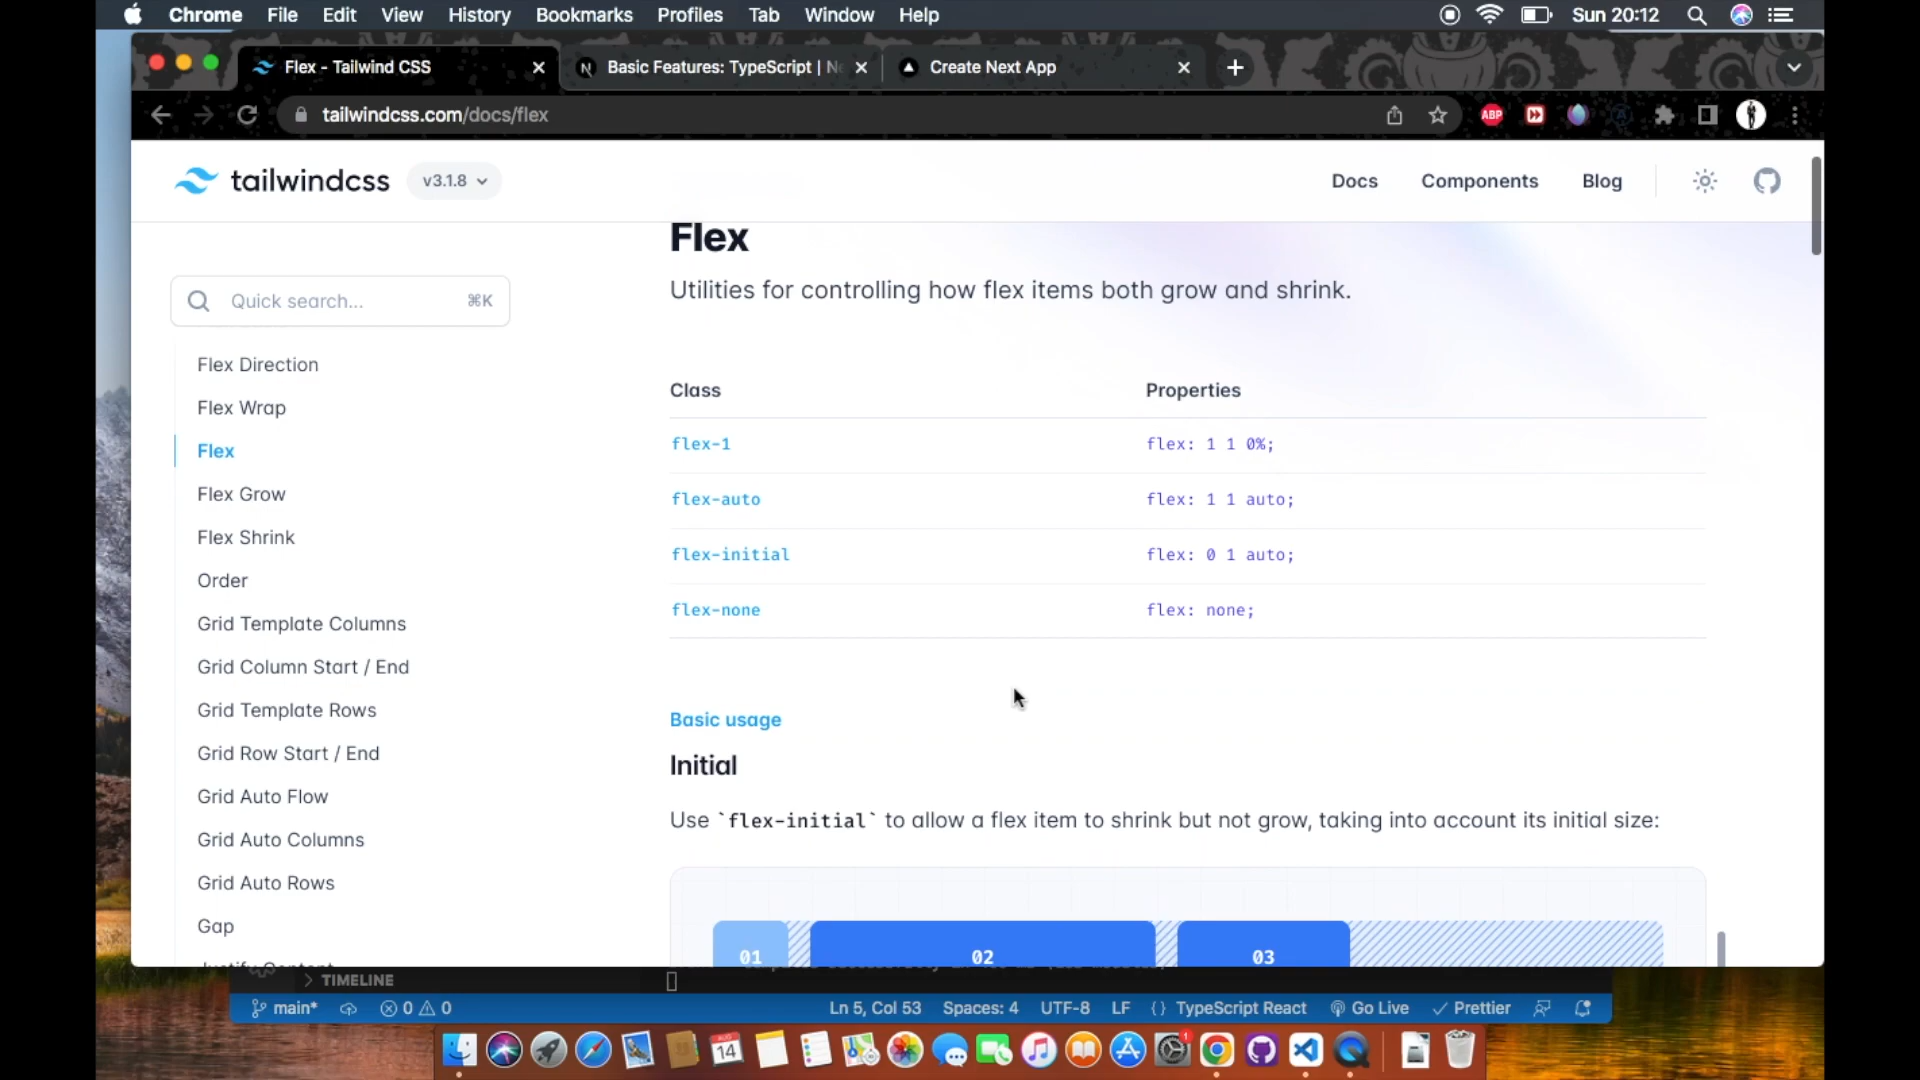 Chrome File Edit View History Bookmarks Profiles Tab Window Help Sun 20:12
Flex - Tailwind CSS Basic Features: TypeScript | Ne Create Next App
tailwindcss.com/docs/flex ABP
tailwindcss v3.1.8 Docs Components Blog
Flex
Utilities for controlling how flex items both grow and shrink.
Quick search... ⌘K
Flex Direction
Flex Wrap
Flex
Flex Grow
Flex Shrink
Order
Grid Template Columns
Grid Column Start / End
Grid Template Rows
Grid Row Start / End
Grid Auto Flow
Grid Auto Columns
Grid Auto Rows
Gap
Justify Content
Class Properties
flex-1 flex: 1 1 0%;
flex-auto flex: 1 1 auto;
flex-initial flex: 0 1 auto;
flex-none flex: none;
Basic usage
Initial
Use `flex-initial` to allow a flex item to shrink but not grow, taking into account its initial size:
01 02 03
TIMELINE
main* 0 0 Ln 5, Col 53 Spaces: 4 UTF-8 LF {} TypeScript React Go Live Prettier
AUG
14
1